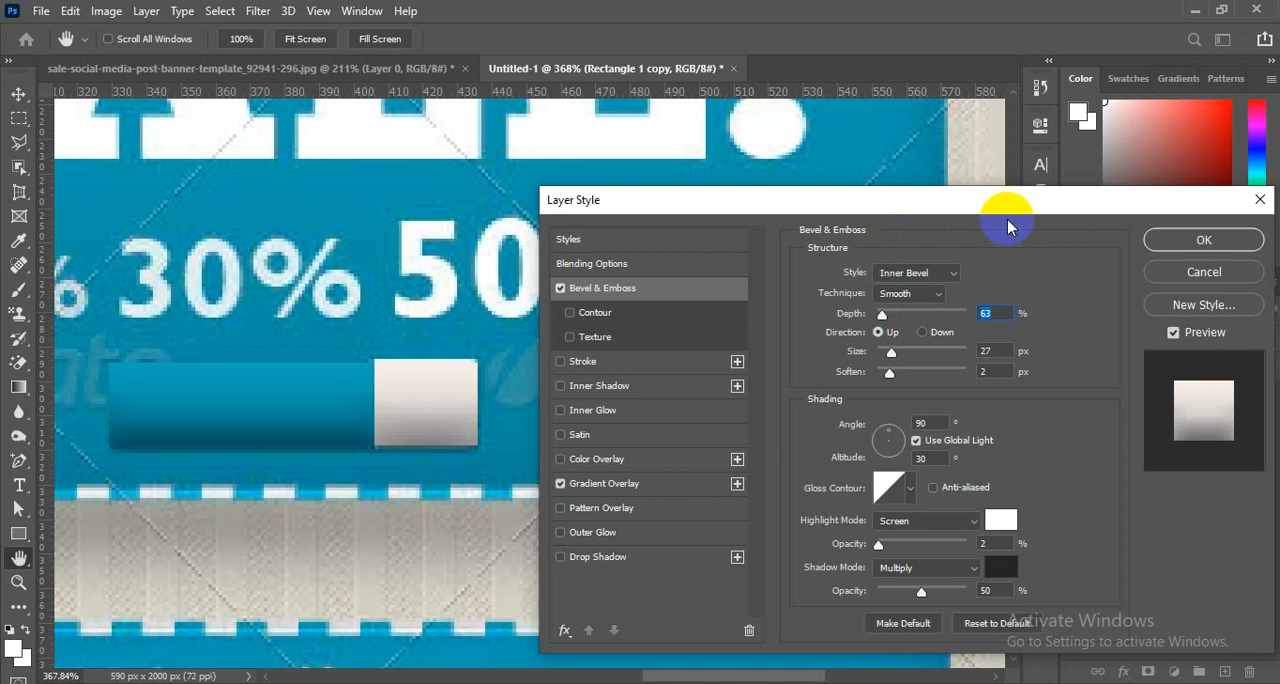 Ps File Edit Image Layer Type Select Filter 3D View Window Help
Scroll All Windows 100% Fit Screen Fill Screen
sale-social-media-post-banner-template_92941-296.jpg @ 211% (Layer 0, RGB/8#) * × Untitled-1 @ 368% (Rectangle 1 copy, RGB/8#) * ×
Color Swatches Gradients Patterns
10 320 330 340 350 360 370 380 390 400 410 420 430 440 450 460 470 480 490 500 510 520 530 540 550 560 570 580
% 30% 50
Layer Style
Styles
Blending Options
Bevel & Emboss
Contour
Texture
Stroke
Inner Shadow
Inner Glow
Satin
Color Overlay
Gradient Overlay
Pattern Overlay
Outer Glow
Drop Shadow
fx
Bevel & Emboss
Structure
Style: Inner Bevel
Technique: Smooth
Depth: 63 %
Direction: Up Down
Size: 27 px
Soften: 2 px
Shading
Angle: 90 °
Use Global Light
Altitude: 30 °
Gloss Contour: Anti-aliased
Highlight Mode: Screen
Opacity: 2 %
Shadow Mode: Multiply
Opacity: 50 %
Make Default Reset to Default
OK
Cancel
New Style...
Preview
Activate Windows
Go to Settings to activate Windows.
367.84% 590 px x 2000 px (72 ppi)
fx